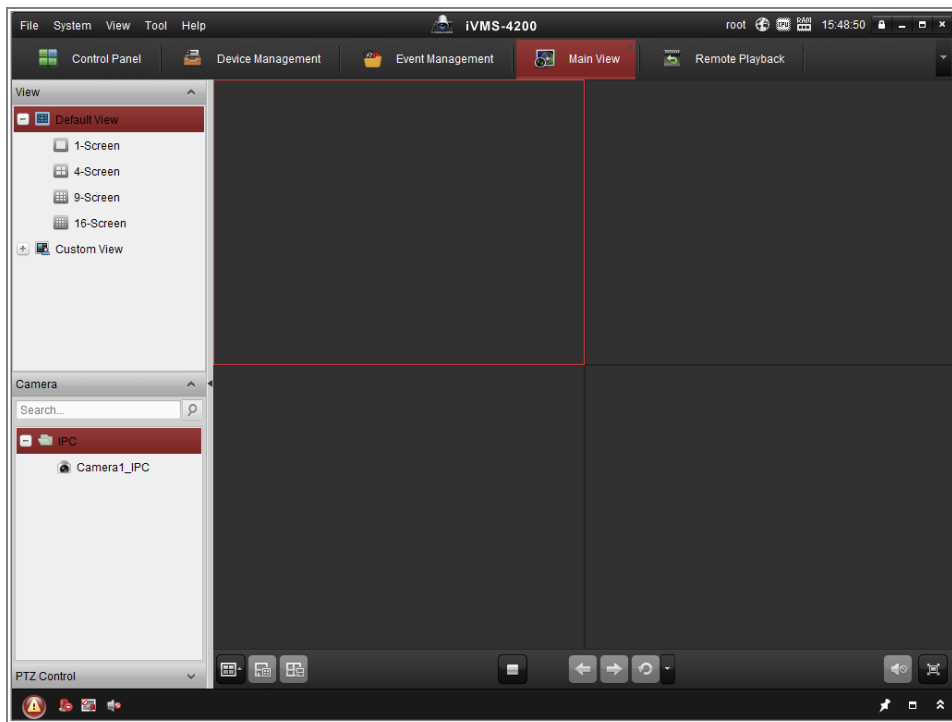 File System View Tool Help iVMS-4200 root CPU RAM 15:48:50
Control Panel Device Management Event Management Main View Remote Playback
View
Default View
1-Screen
4-Screen
9-Screen
16-Screen
Custom View
Camera
Search...
IPC
Camera1_IPC
PTZ Control